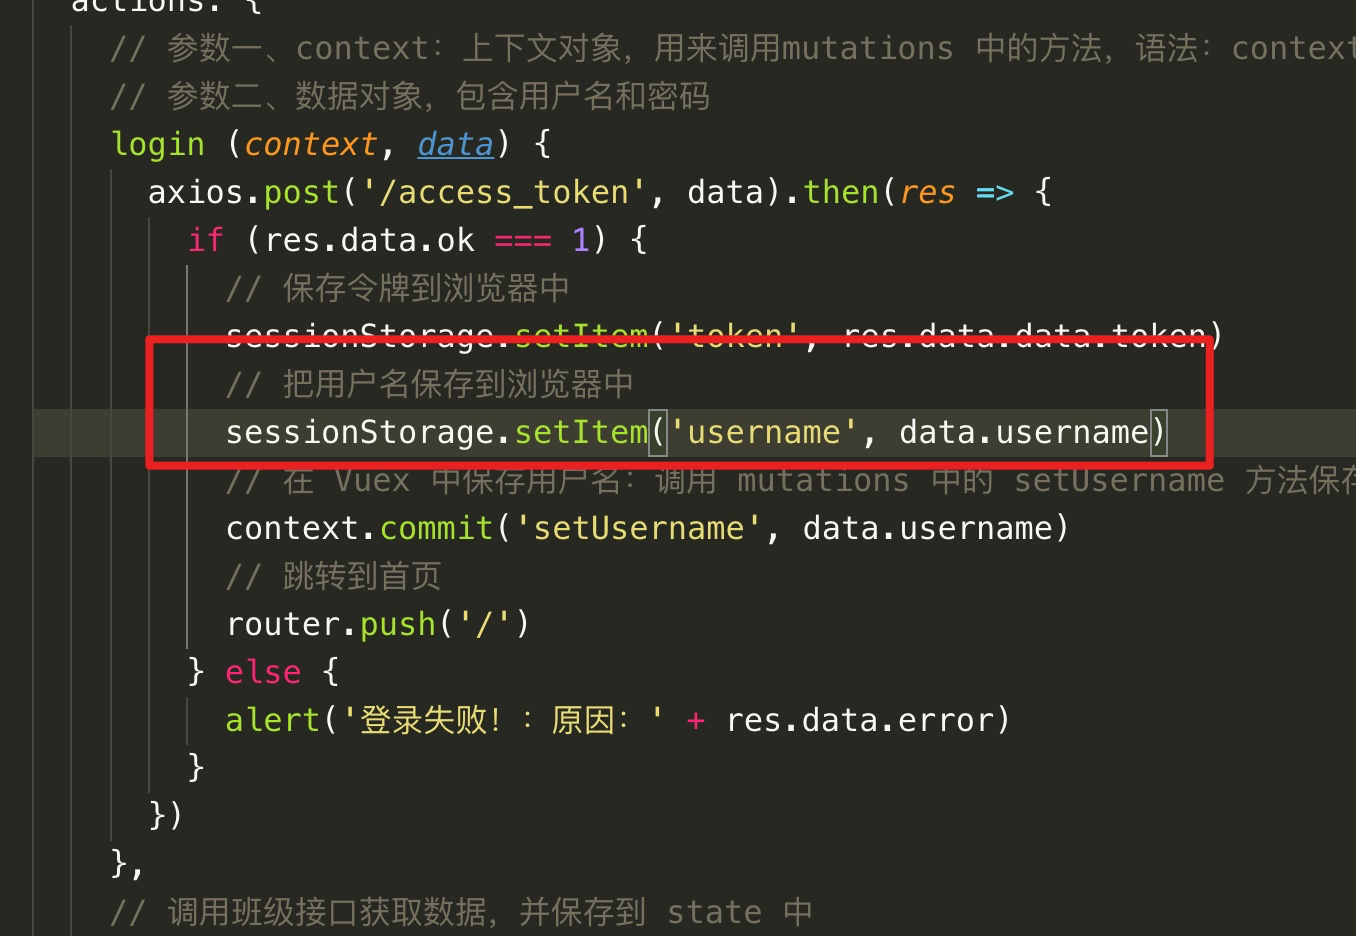 actions: {
// 参数一、context：上下文对象，用来调用mutations 中的方法，语法：context
// 参数二、数据对象，包含用户名和密码
login (context, data) {
axios.post('/access_token', data).then(res => {
if (res.data.ok === 1) {
// 保存令牌到浏览器中
sessionStorage.setItem('token', res.data.data.token)
// 把用户名保存到浏览器中
sessionStorage.setItem('username', data.username)
// 在 Vuex 中保存用户名：调用 mutations 中的 setUsername 方法保存
context.commit('setUsername', data.username)
// 跳转到首页
router.push('/')
} else {
alert('登录失败！：原因：' + res.data.error)
}
})
},
// 调用班级接口获取数据，并保存到 state 中